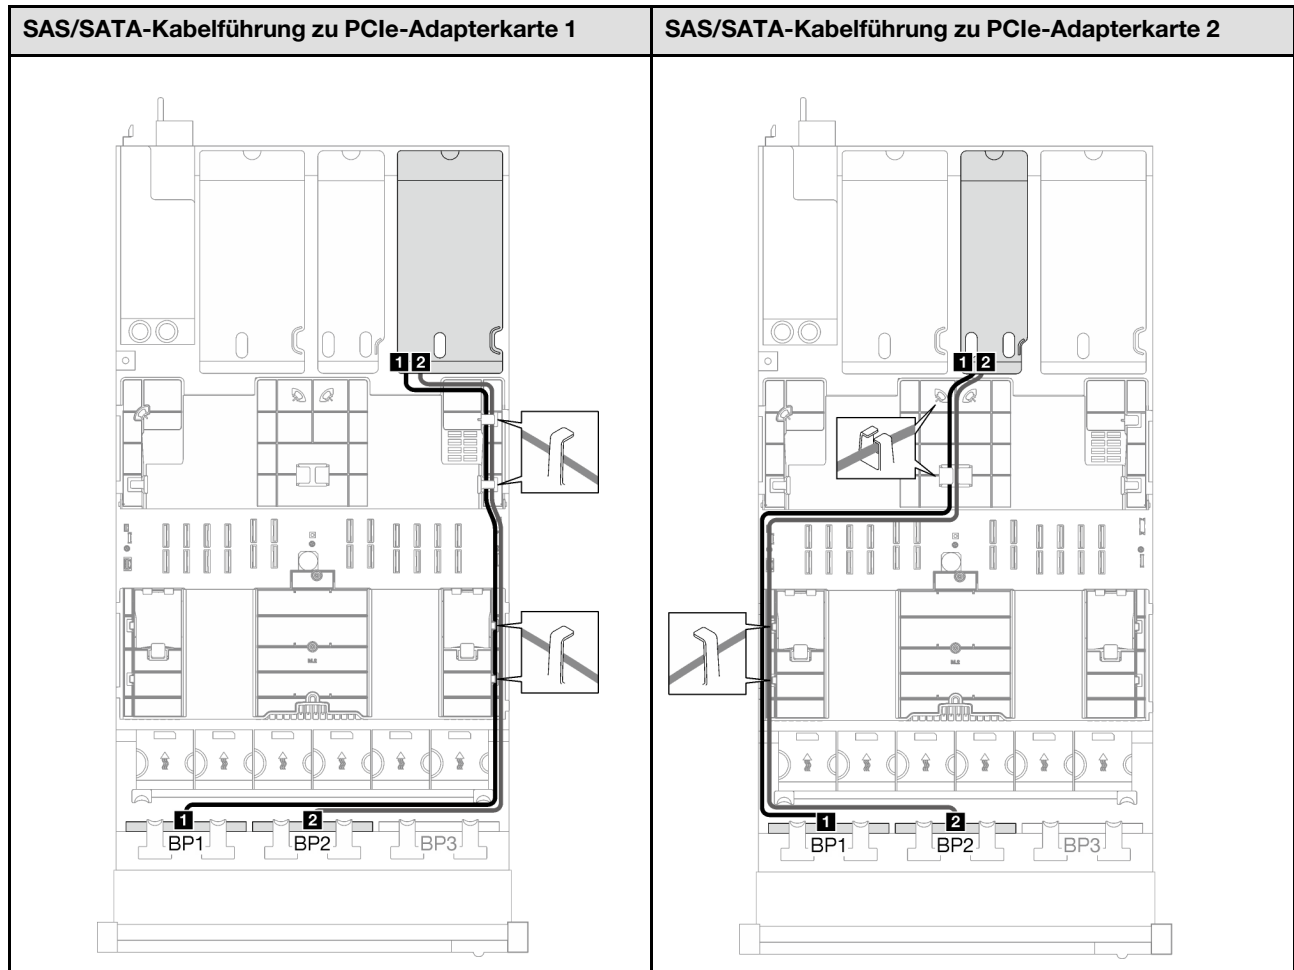 SAS/SATA-Kabelführung zu PCIe-Adapterkarte 1
SAS/SATA-Kabelführung zu PCIe-Adapterkarte 2
1 2
1 2
1 2
BP1 BP2 BP3
1 2
BP1 BP2 BP3